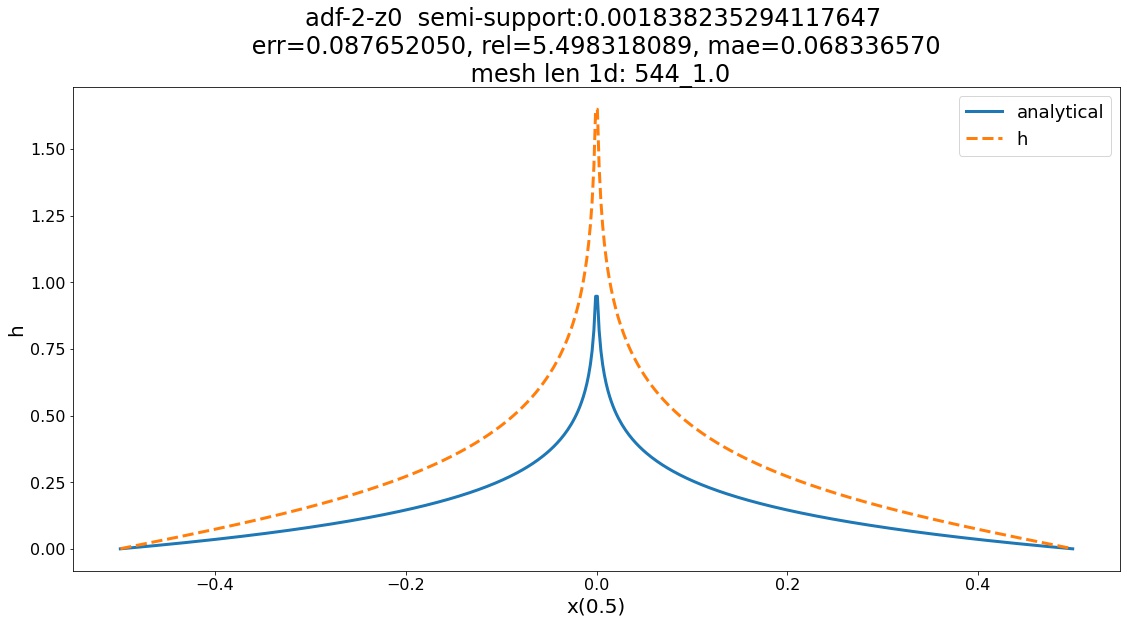 adf-2-z0 semi-support:0.001838235294117647
err=0.087652050, rel=5.498318089, mae=0.068336570
mesh len 1d: 544_1.0
analytical
h
1.50
1.25
1.00
0.75
0.50
0.25
0.00
h
−0.4
−0.2
0.0
0.2
0.4
x(0.5)